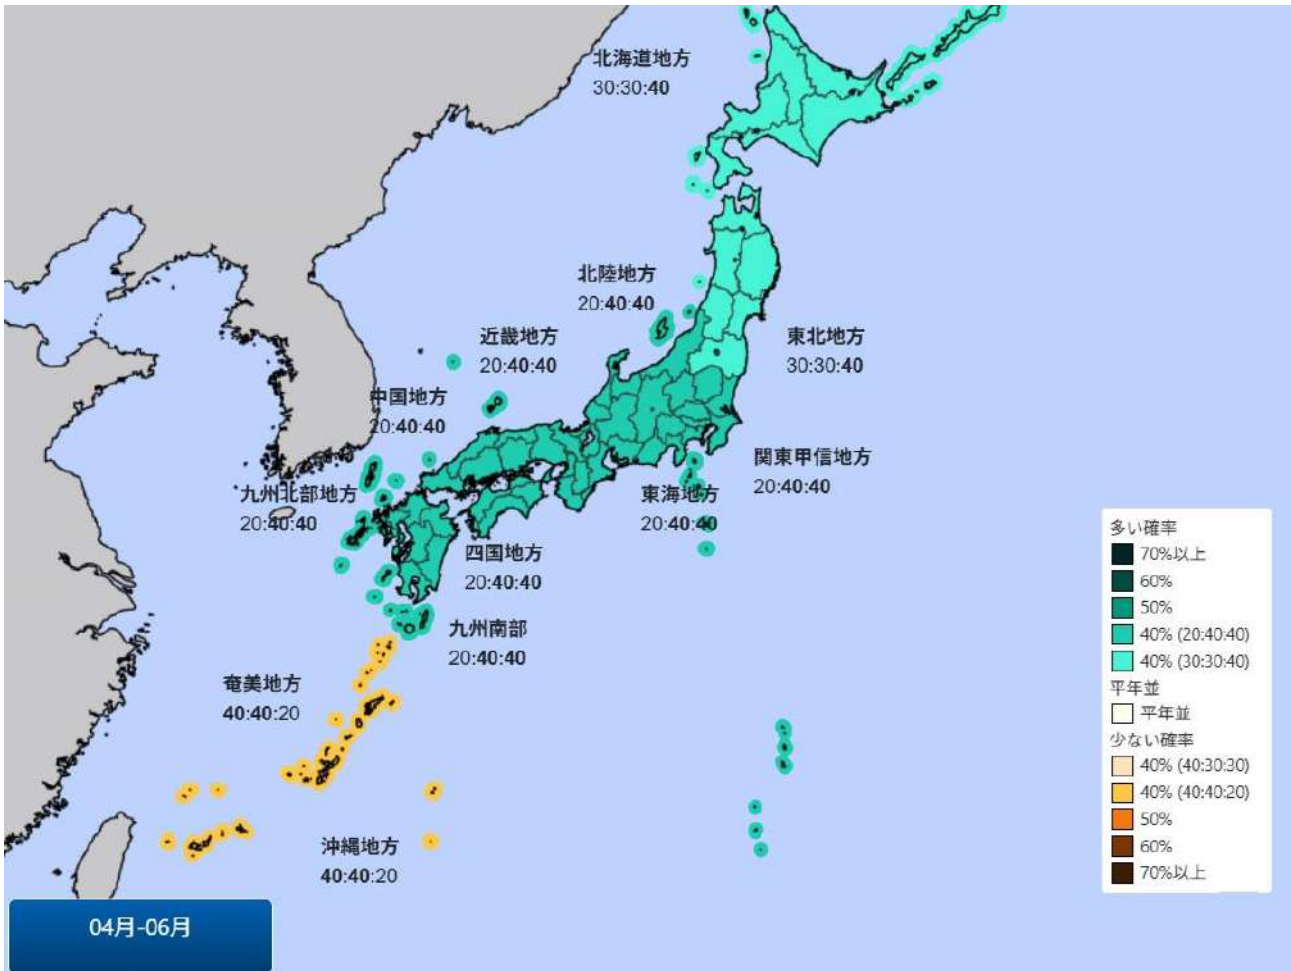 北海道地方
30:30:40
北陸地方
20:40:40
近畿地方
20:40:40
東北地方
30:30:40
中国地方
20:40:40
関東甲信地方
20:40:40
九州北部地方
20:40:40
東海地方
20:40:40
四国地方
20:40:40
九州南部
20:40:40
奄美地方
40:40:20
沖縄地方
40:40:20
多い確率
70%以上
60%
50%
40% (20:40:40)
40% (30:30:40)
平年並
平年並
少ない確率
40% (40:30:30)
40% (40:40:20)
50%
60%
70%以上
04月-06月